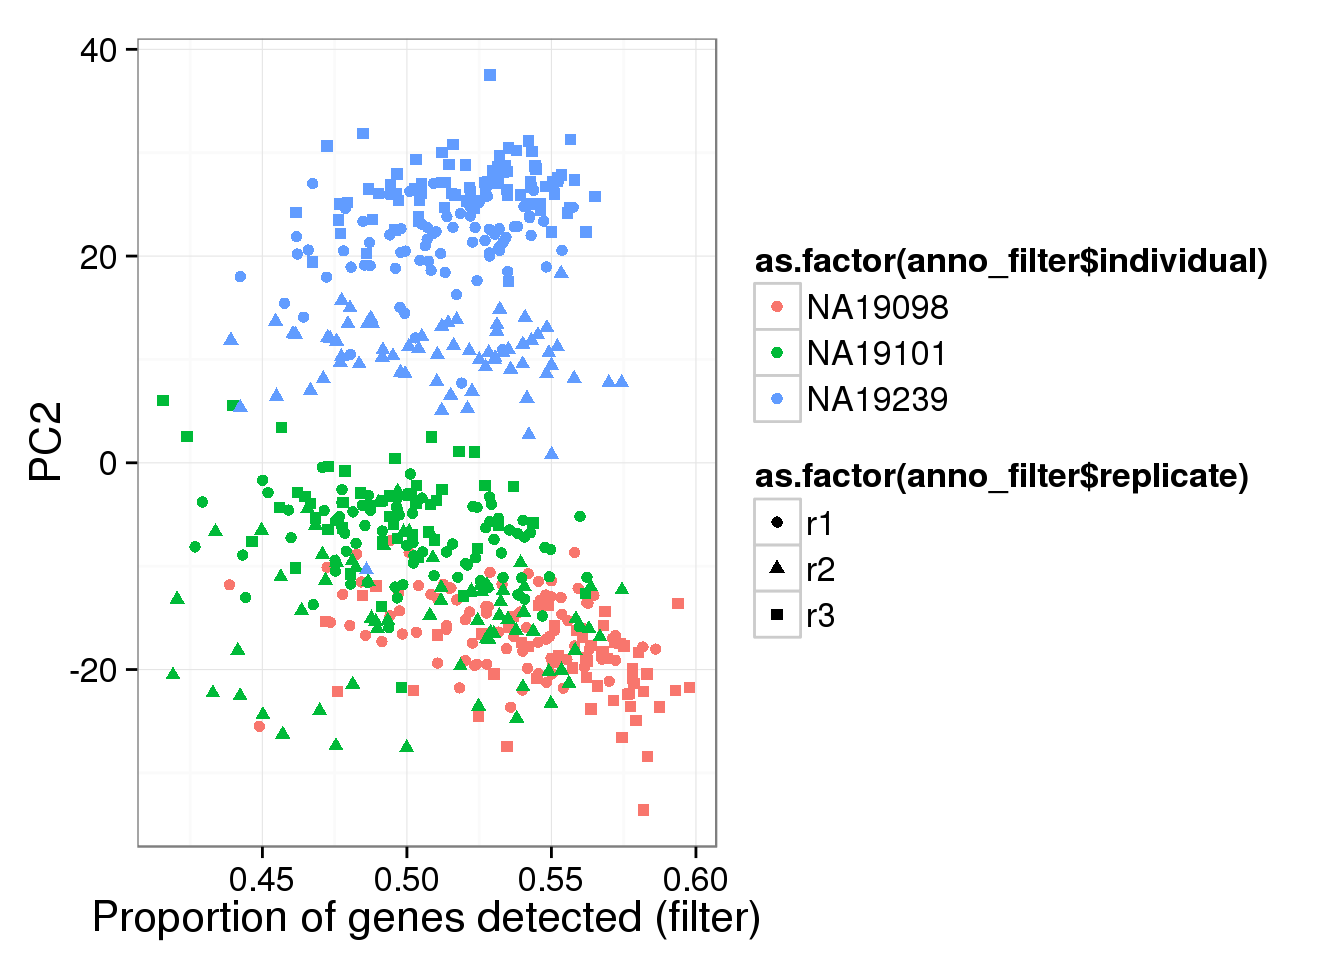 40
20
0
-20
PC2
0.45 0.50 0.55 0.60
Proportion of genes detected (filter)
as.factor(anno_filter$individual)
NA19098
NA19101
NA19239
as.factor(anno_filter$replicate)
r1
r2
r3